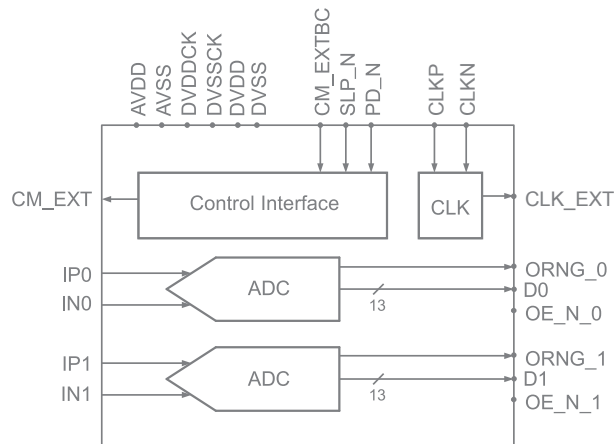 AVDD
AVSS
DVDDCK
DVSSCK
DVDD
DVSS
CM_EXTBC
SLP_N
PD_N
CLKP
CLKN
CM_EXT
Control Interface
CLK
CLK_EXT
IP0
IN0
ADC
13
ORNG_0
D0
OE_N_0
IP1
IN1
ADC
13
ORNG_1
D1
OE_N_1